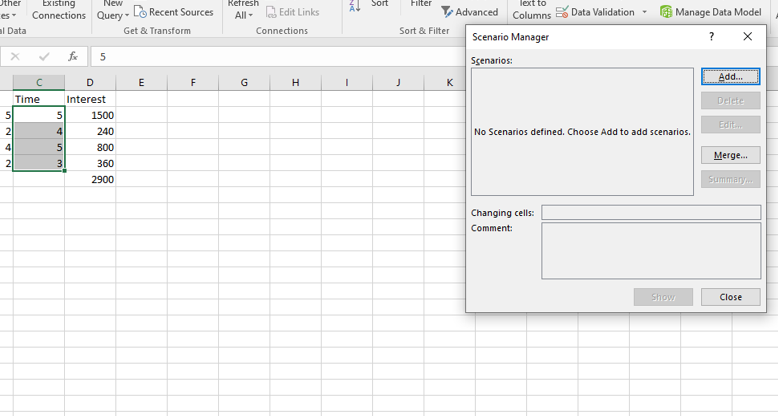 Other Existing New Recent Sources Refresh Edit Links Sort Filter Advanced Text to Data Validation Manage Data Model
es Connections Query All Columns
al Data Get & Transform Connections Sort & Filter
fx 5
C D E F G H I J K
Time Interest
5 5 1500
2 4 240
4 5 800
2 3 360
2900
Scenario Manager ? ×
Scenarios:
No Scenarios defined. Choose Add to add scenarios.
Add...
Delete
Edit...
Merge...
Summary...
Changing cells:
Comment:
Show Close